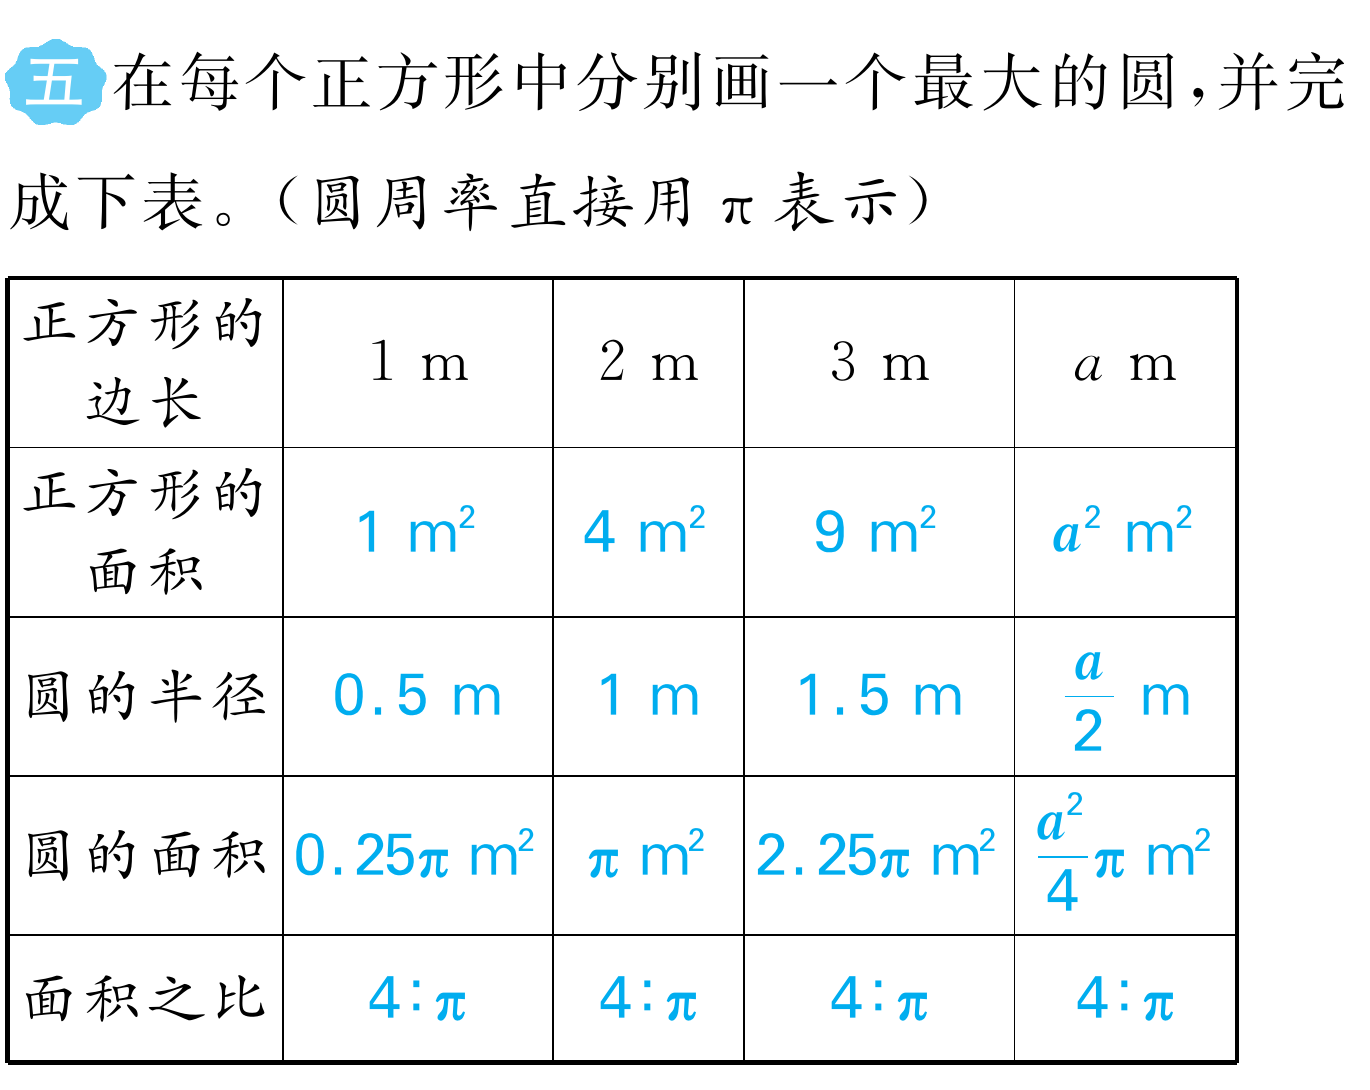 五 在每个正方形中分别画一个最大的圆,并完
成下表。(圆周率直接用 π 表示)
正方形的边长 1 m 2 m 3 m a m
正方形的面积 1 m² 4 m² 9 m² a² m²
圆的半径 0.5 m 1 m 1.5 m a/2 m
圆的面积 0.25π m² π m² 2.25π m² a²/4 π m²
面积之比 4:π 4:π 4:π 4:π